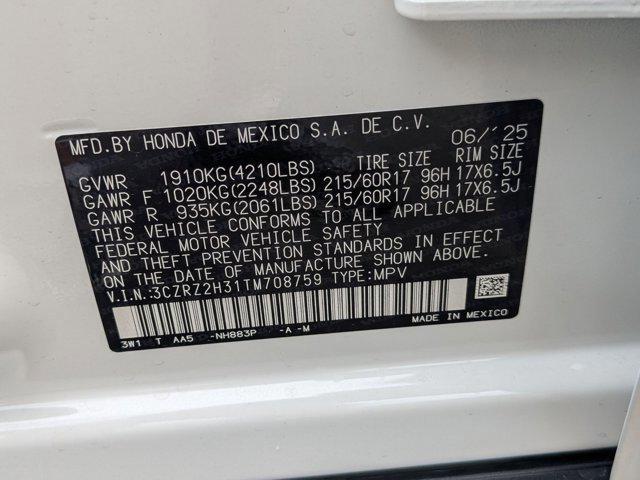 MFD.BY HONDA DE MEXICO S.A. DE C.V. 06/'25
GVWR 1910KG(4210LBS) TIRE SIZE RIM SIZE
GAWR F 1020KG(2248LBS) 215/60R17 96H 17X6.5J
GAWR R 935KG(2061LBS) 215/60R17 96H 17X6.5J
THIS VEHICLE CONFORMS TO ALL APPLICABLE
FEDERAL MOTOR VEHICLE SAFETY
AND THEFT PREVENTION STANDARDS IN EFFECT
ON THE DATE OF MANUFACTURE SHOWN ABOVE.
V.I.N.:3CZRZ2H31TM708759 TYPE:MPV
3W1 T AA5 -NH883P -A -M MADE IN MEXICO